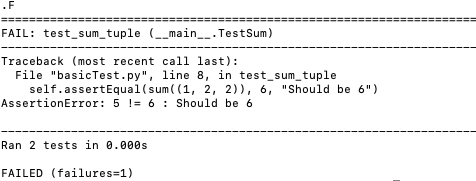 .F
======================================================================
FAIL: test_sum_tuple (__main__.TestSum)
----------------------------------------------------------------------
Traceback (most recent call last):
  File "basicTest.py", line 8, in test_sum_tuple
    self.assertEqual(sum((1, 2, 2)), 6, "Should be 6")
AssertionError: 5 != 6 : Should be 6

----------------------------------------------------------------------
Ran 2 tests in 0.000s

FAILED (failures=1)